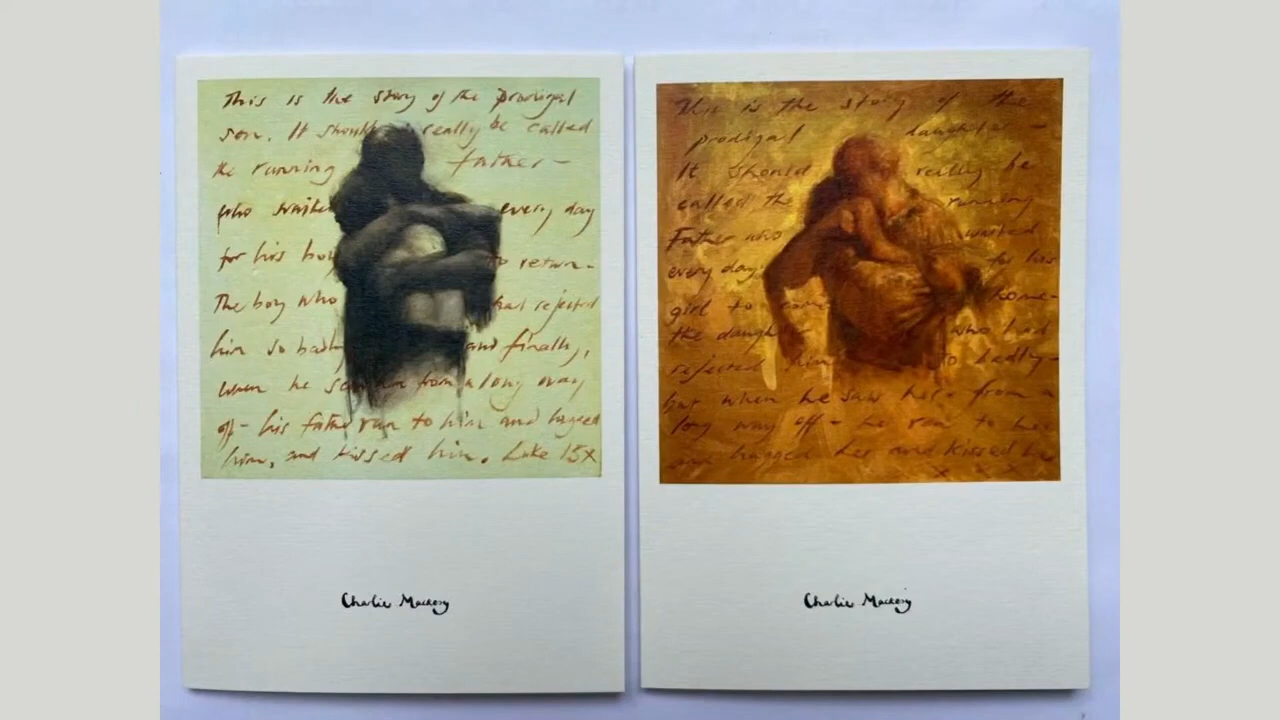 This is the story of the prodigal
son. It should really be called
the running father –
who waited every day
for his boy to return.
The boy who had rejected
him so badly and finally,
when he saw him from a long way
off – his father ran to him and hugged
him, and kissed him. Luke 15 x
Charlie Mackesy
This is the story of the
prodigal daughter –
It should really be
called the running
Father who waited
every day, for his
girl to come home –
the daughter who had
rejected him so badly –
but when he saw her from a
long way off – he ran to her
and hugged her and kissed her
x x x x
Charlie Mackesy